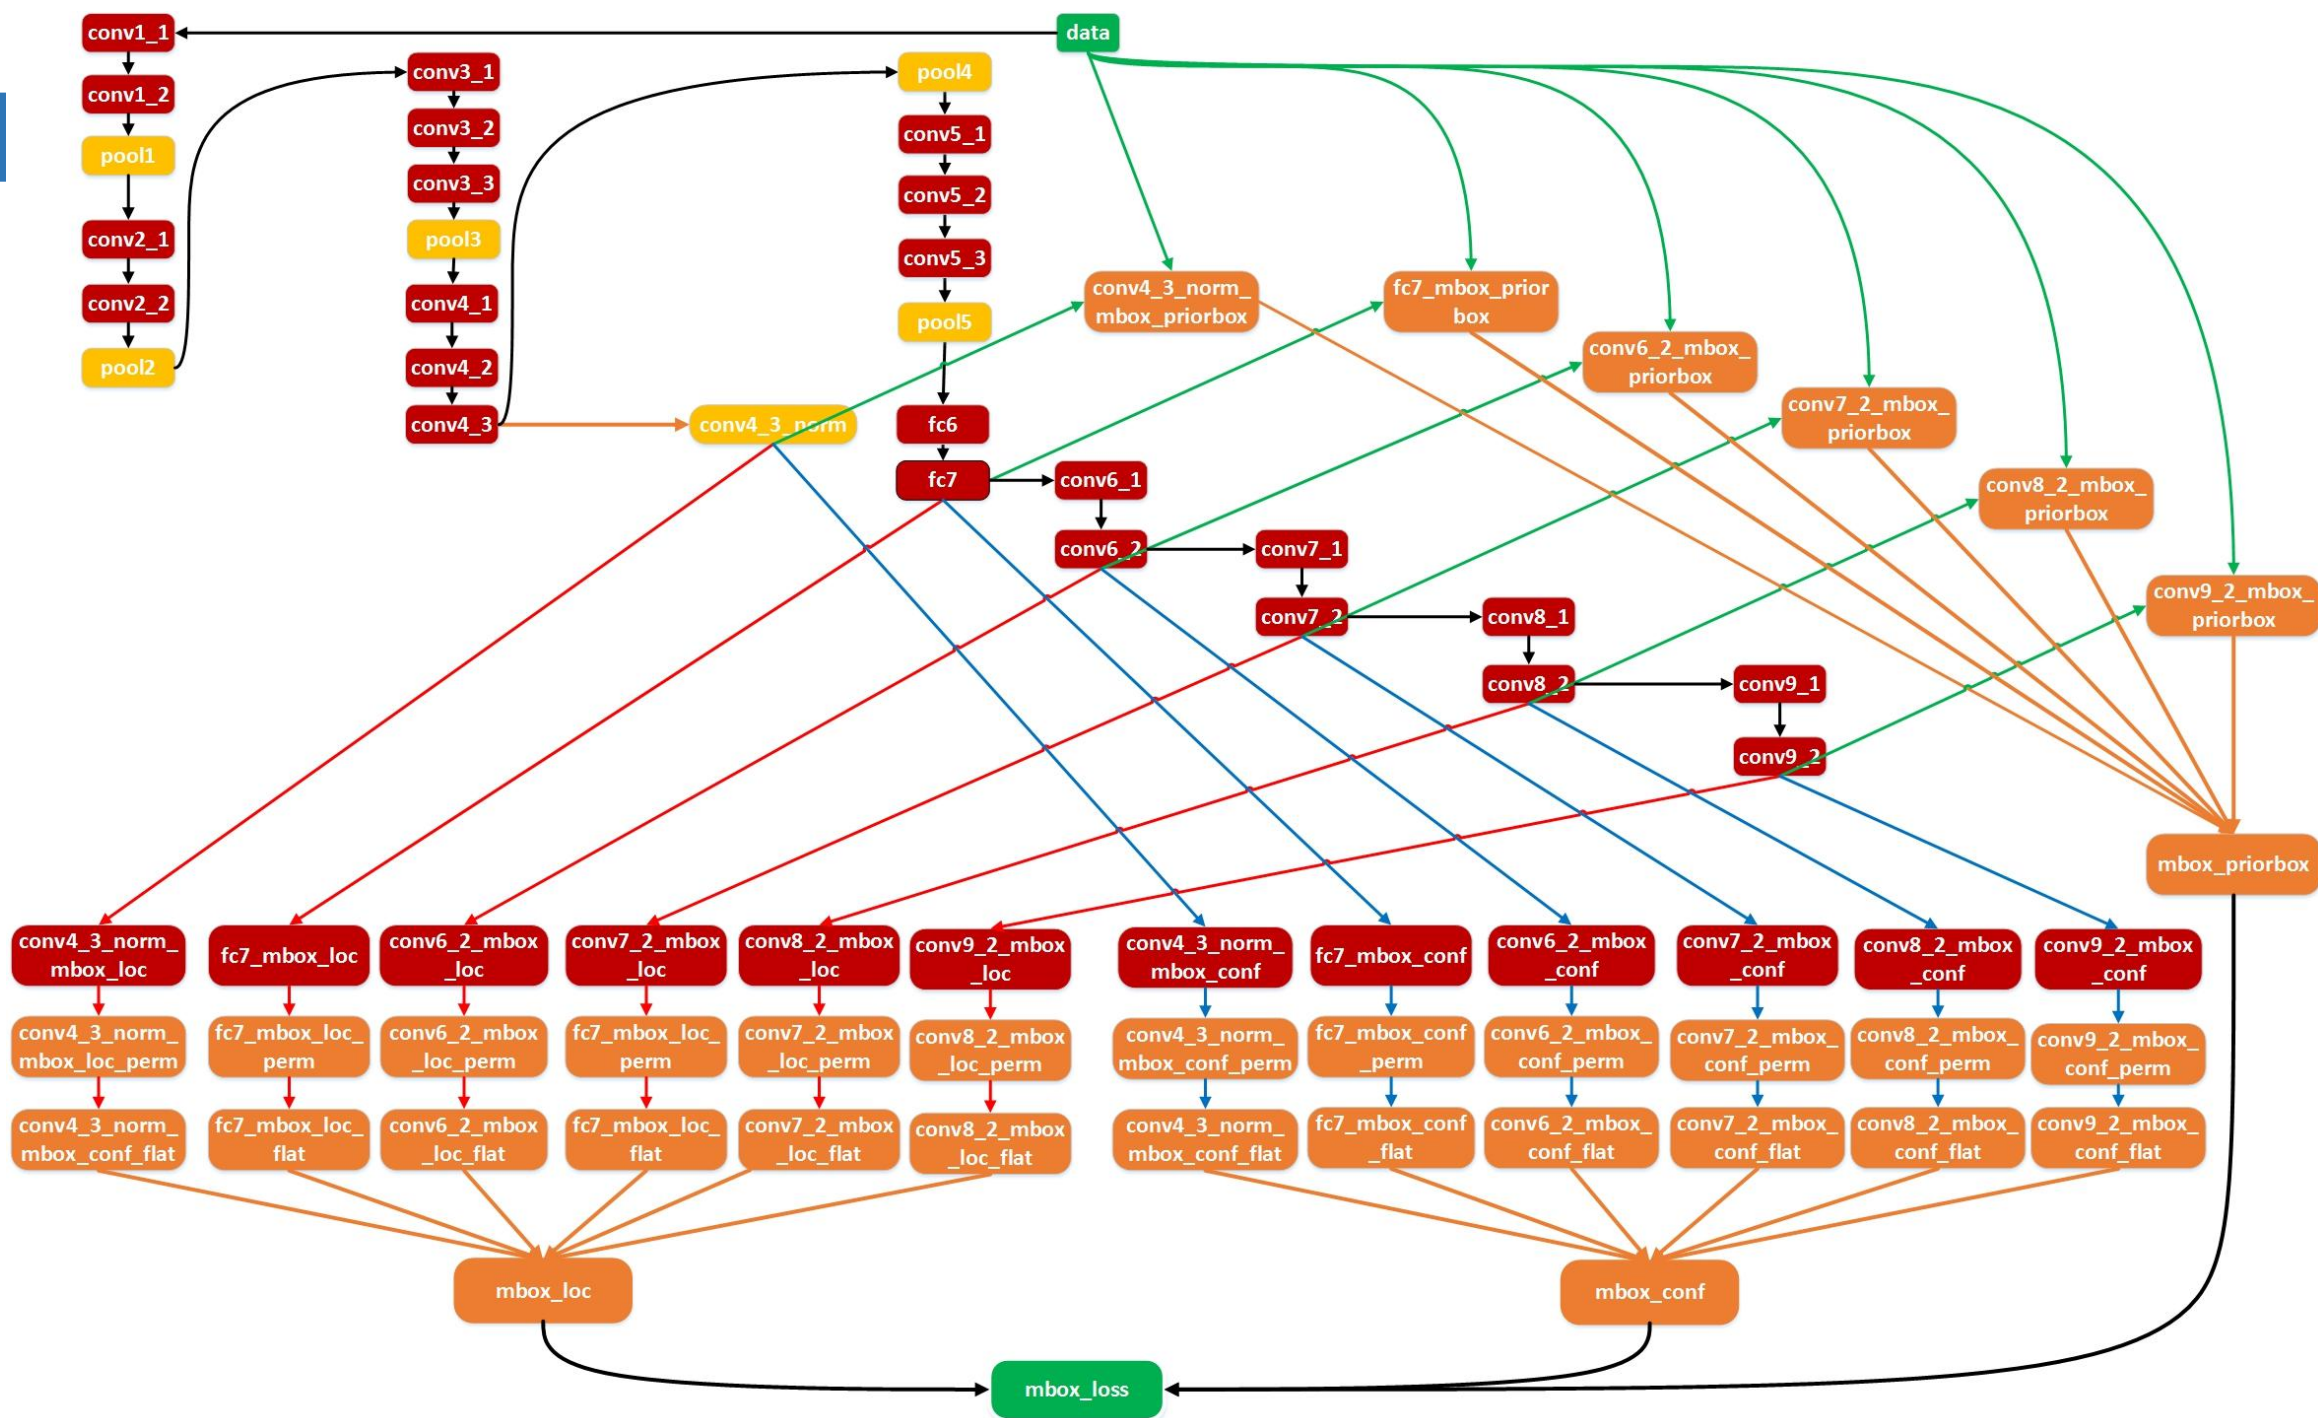 data
conv1_1
conv1_2
pool1
conv2_1
conv2_2
pool2
conv3_1
conv3_2
conv3_3
pool3
conv4_1
conv4_2
conv4_3
conv4_3_norm
pool4
conv5_1
conv5_2
conv5_3
pool5
fc6
fc7
conv6_1
conv6_2
conv7_1
conv7_2
conv8_1
conv8_2
conv9_1
conv9_2
conv4_3_norm_
mbox_priorbox
fc7_mbox_prior
box
conv6_2_mbox_
priorbox
conv7_2_mbox_
priorbox
conv8_2_mbox_
priorbox
conv9_2_mbox_
priorbox
mbox_priorbox
conv4_3_norm_
mbox_loc
fc7_mbox_loc
conv6_2_mbox
_loc
conv7_2_mbox
_loc
conv8_2_mbox
_loc
conv9_2_mbox
_loc
conv4_3_norm_
mbox_conf
fc7_mbox_conf
conv6_2_mbox
_conf
conv7_2_mbox
_conf
conv8_2_mbox
_conf
conv9_2_mbox
_conf
conv4_3_norm_
mbox_loc_perm
fc7_mbox_loc_
perm
conv6_2_mbox
_loc_perm
fc7_mbox_loc_
perm
conv7_2_mbox
_loc_perm
conv8_2_mbox
_loc_perm
conv4_3_norm_
mbox_conf_perm
fc7_mbox_conf
_perm
conv6_2_mbox_
conf_perm
conv7_2_mbox_
conf_perm
conv8_2_mbox_
conf_perm
conv9_2_mbox_
conf_perm
conv4_3_norm_
mbox_conf_flat
fc7_mbox_loc_
flat
conv6_2_mbox
_loc_flat
fc7_mbox_loc_
flat
conv7_2_mbox
_loc_flat
conv8_2_mbox
_loc_flat
conv4_3_norm_
mbox_conf_flat
fc7_mbox_conf
_flat
conv6_2_mbox_
conf_flat
conv7_2_mbox_
conf_flat
conv8_2_mbox_
conf_flat
conv9_2_mbox_
conf_flat
mbox_loc
mbox_conf
mbox_loss